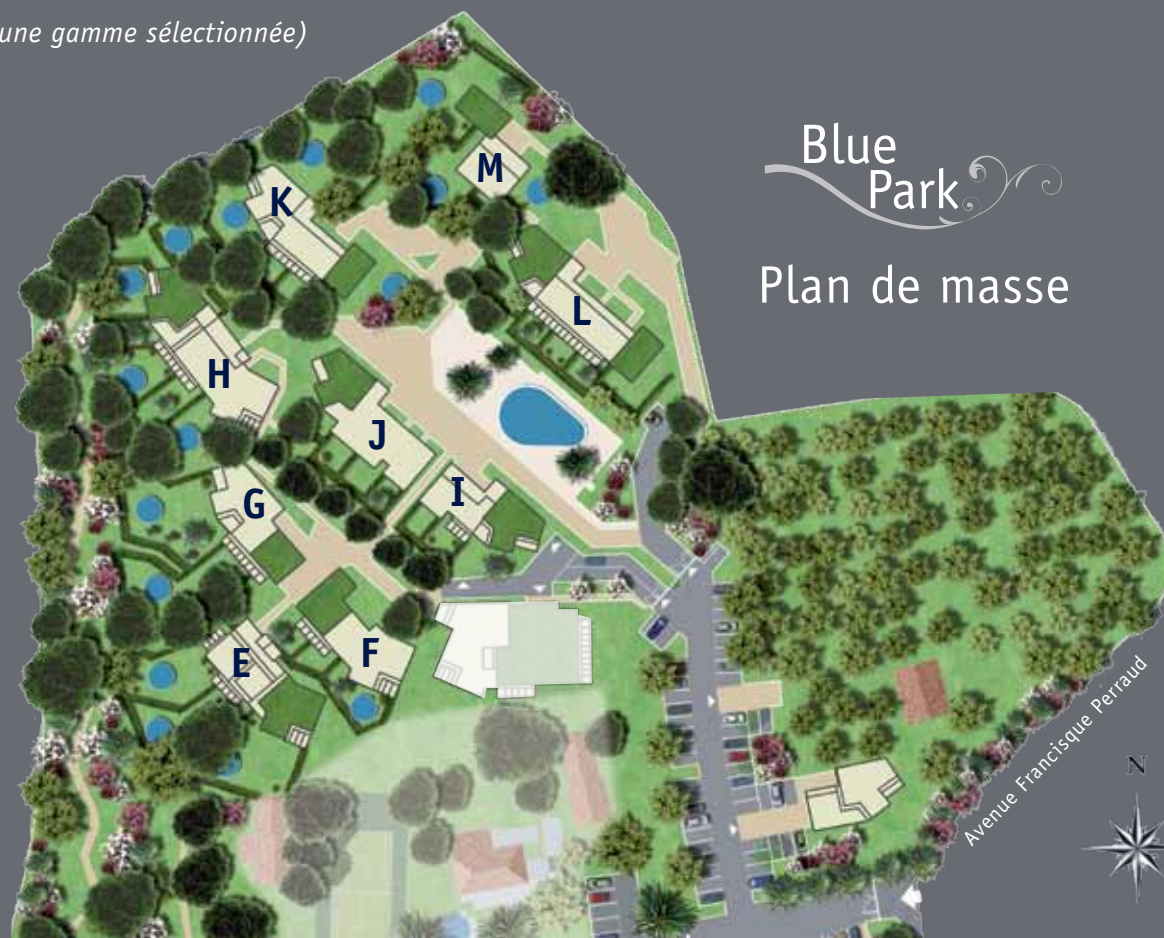 une gamme sélectionnée)
Blue
Park
Plan de masse
M
K
L
H
J
I
G
F
E
Avenue Francisque Perraud
N